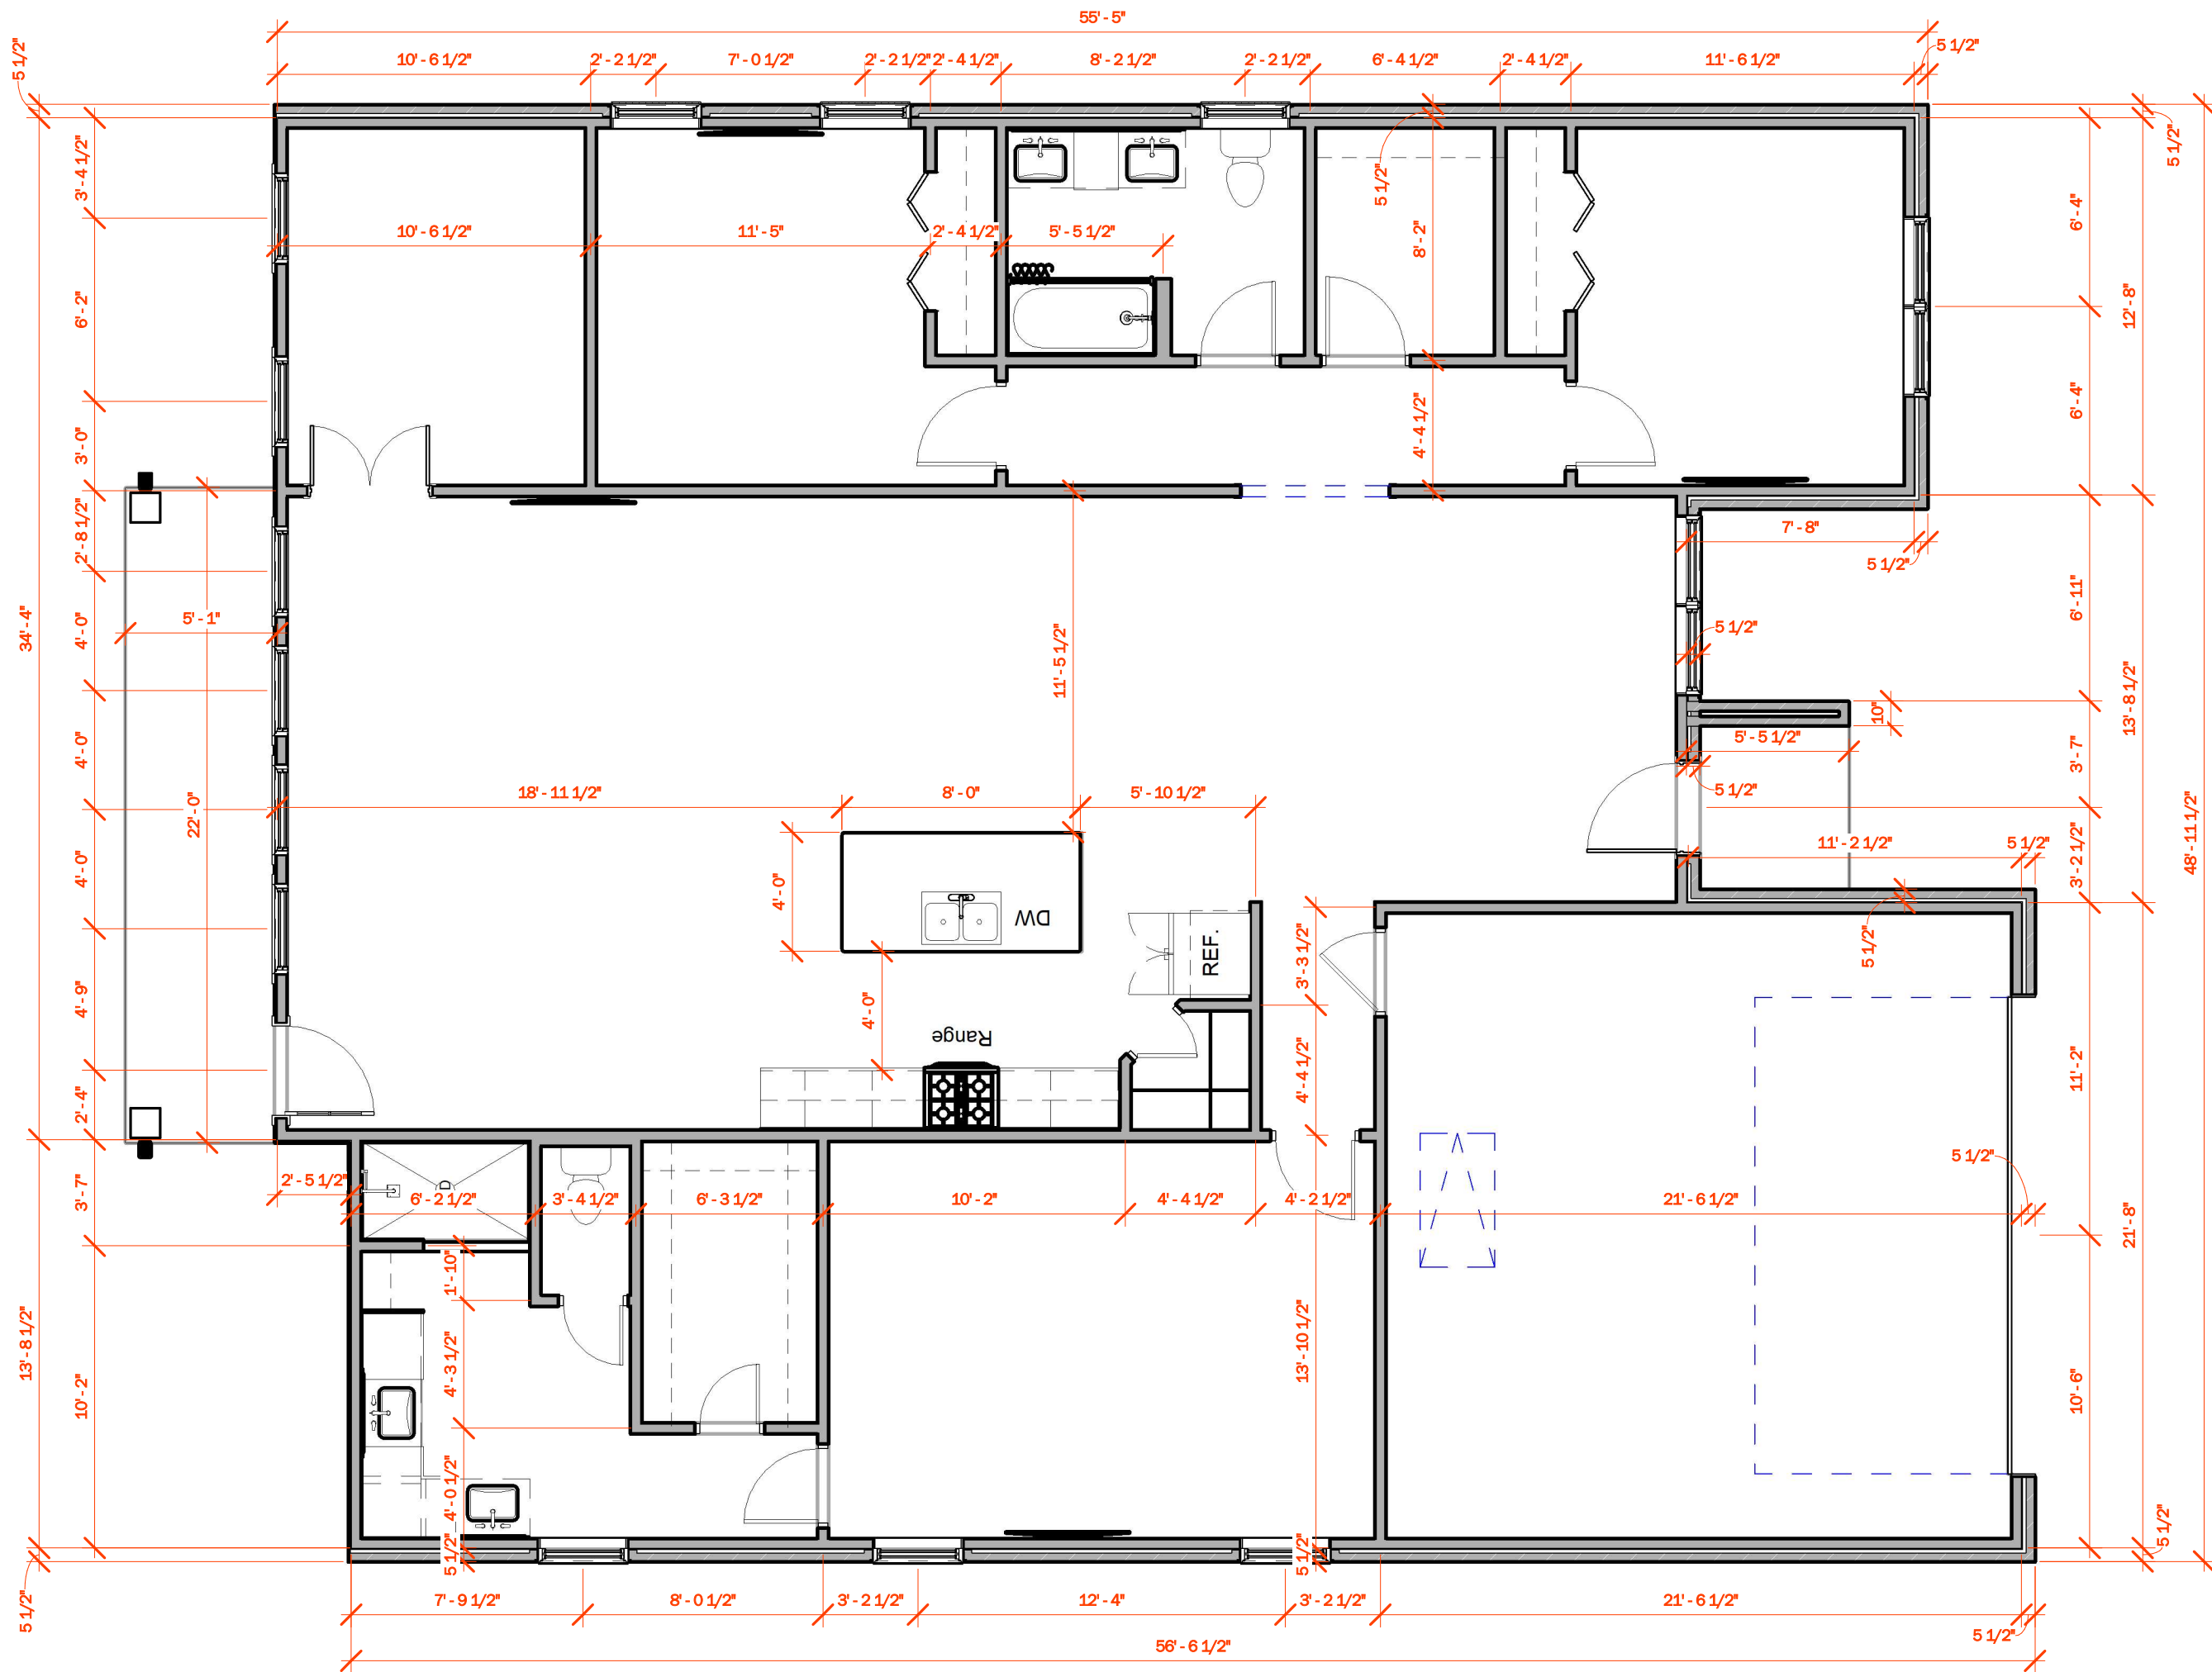 55' - 5"
5 1/2"
10' - 6 1/2"
2' - 2 1/2"
7' - 0 1/2"
2' - 2 1/2"
2' - 4 1/2"
8' - 2 1/2"
2' - 2 1/2"
6' - 4 1/2"
2' - 4 1/2"
11' - 6 1/2"
5 1/2"
3' - 4 1/2"
5 1/2"
5 1/2"
6' - 4"
10' - 6 1/2"
11' - 5"
2' - 4 1/2"
5' - 5 1/2"
8' - 2"
6' - 2"
12' - 8"
6' - 4"
4' - 4 1/2"
3' - 0"
2' - 8 1/2"
7' - 8"
5 1/2"
34' - 4"
4' - 0"
5' - 1"
11' - 5 1/2"
5 1/2"
6' - 11"
13' - 8 1/2"
10"
5' - 5 1/2"
3' - 7"
4' - 0"
22' - 0"
18' - 11 1/2"
8' - 0"
5' - 10 1/2"
5 1/2"
48' - 11 1/2"
11' - 2 1/2"
5 1/2"
3' - 2 1/2"
4' - 0"
4' - 0"
DW
REF.
3' - 3 1/2"
5 1/2"
4' - 9"
4' - 0"
Range
4' - 4 1/2"
11' - 2"
2' - 4"
5 1/2"
2' - 5 1/2"
3' - 7"
6' - 2 1/2"
3' - 4 1/2"
6' - 3 1/2"
10' - 2"
4' - 4 1/2"
4' - 2 1/2"
21' - 6 1/2"
21' - 8"
1' - 10"
13' - 8 1/2"
4' - 3 1/2"
13' - 10 1/2"
10' - 2"
10' - 6"
4' - 0 1/2"
5 1/2"
5 1/2"
5 1/2"
5 1/2"
7' - 9 1/2"
8' - 0 1/2"
3' - 2 1/2"
12' - 4"
3' - 2 1/2"
21' - 6 1/2"
5 1/2"
56' - 6 1/2"